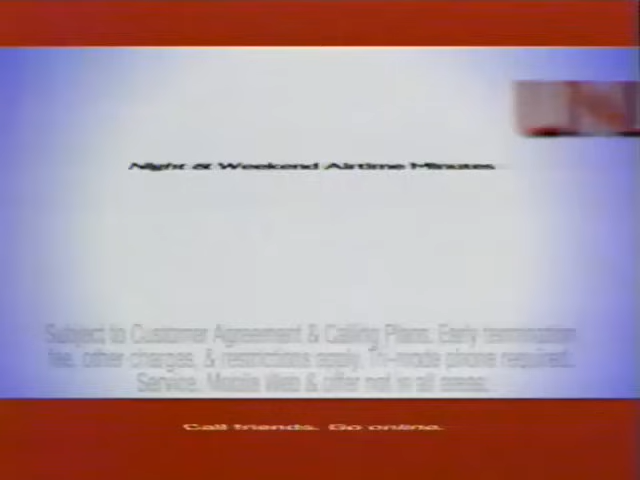 Night & Weekend Airtime Minutes
Subject to Customer Agreement & Calling Plans. Early termination
fee, other charges, & restrictions apply. Tri-mode phone required.
Service, Mobile Web & offer not in all areas.
Call friends. Go online.